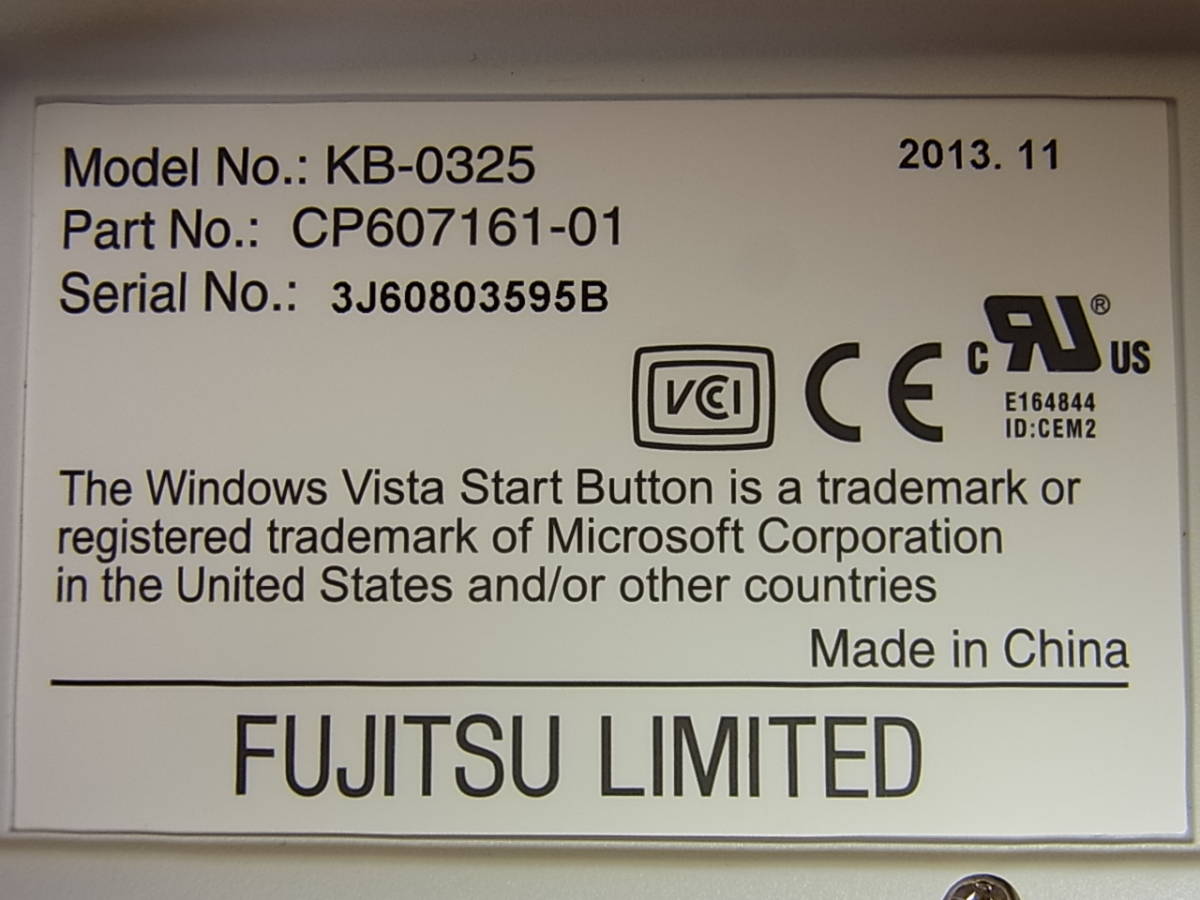 Model No.: KB-0325
2013. 11
Part No.: CP607161-01
Serial No.: 3J60803595B
VCCI
CE
c RU ® US
E164844
ID:CEM2
The Windows Vista Start Button is a trademark or
registered trademark of Microsoft Corporation
in the United States and/or other countries
Made in China
FUJITSU LIMITED